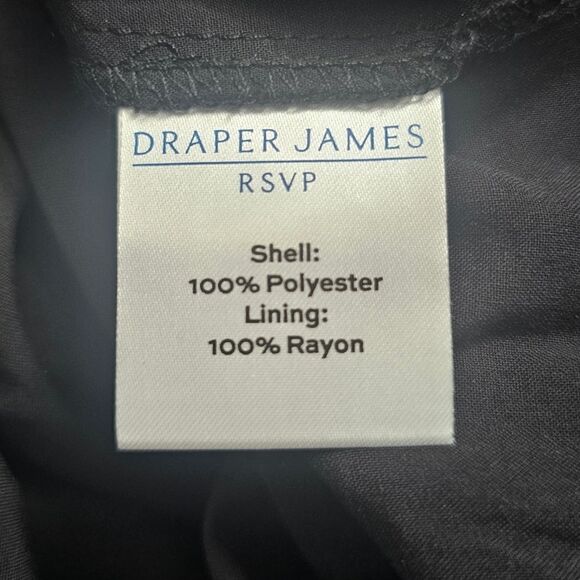 DRAPER JAMES
RSVP
Shell:
100% Polyester
Lining:
100% Rayon